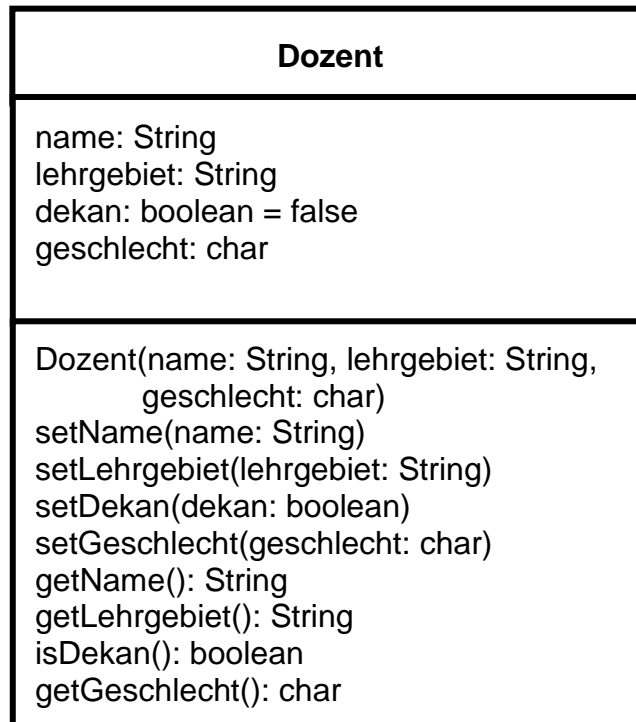 Dozent
name: String
lehrgebiet: String
dekan: boolean = false
geschlecht: char
Dozent(name: String, lehrgebiet: String,
geschlecht: char)
setName(name: String)
setLehrgebiet(lehrgebiet: String)
setDekan(dekan: boolean)
setGeschlecht(geschlecht: char)
getName(): String
getLehrgebiet(): String
isDekan(): boolean
getGeschlecht(): char